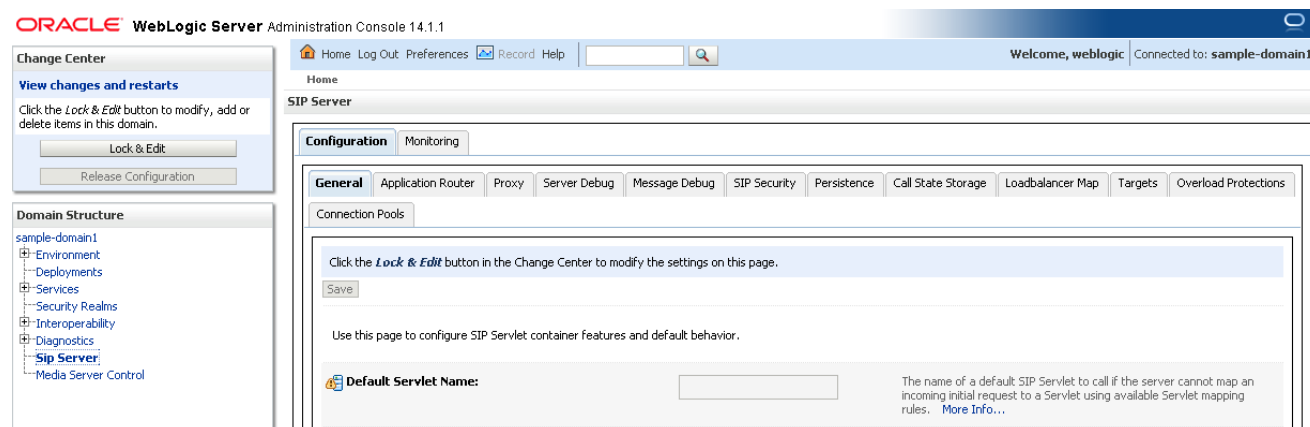 ORACLE WebLogic Server Administration Console 14.1.1
Change Center
View changes and restarts
Click the Lock & Edit button to modify, add or
delete items in this domain.
Lock & Edit
Release Configuration
Domain Structure
sample-domain1
Environment
Deployments
Services
Security Realms
Interoperability
Diagnostics
Sip Server
Media Server Control
Home Log Out Preferences Record Help
Welcome, weblogic Connected to: sample-domain1
Home
SIP Server
Configuration Monitoring
General Application Router Proxy Server Debug Message Debug SIP Security Persistence Call State Storage Loadbalancer Map Targets Overload Protections
Connection Pools
Click the Lock & Edit button in the Change Center to modify the settings on this page.
Save
Use this page to configure SIP Servlet container features and default behavior.
Default Servlet Name:
The name of a default SIP Servlet to call if the server cannot map an
incoming initial request to a Servlet using available Servlet mapping
rules. More Info...